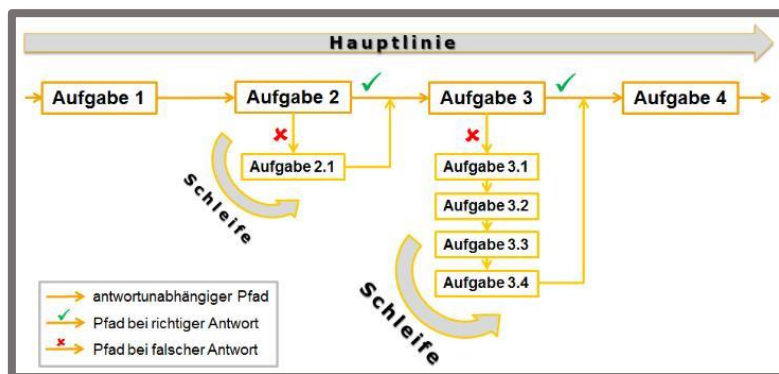 Hauptlinie
Aufgabe 1
Aufgabe 2
Aufgabe 3
Aufgabe 4
Aufgabe 2.1
Schleife
Aufgabe 3.1
Aufgabe 3.2
Aufgabe 3.3
Aufgabe 3.4
Schleife
antwortunabhängiger Pfad
Pfad bei richtiger Antwort
Pfad bei falscher Antwort